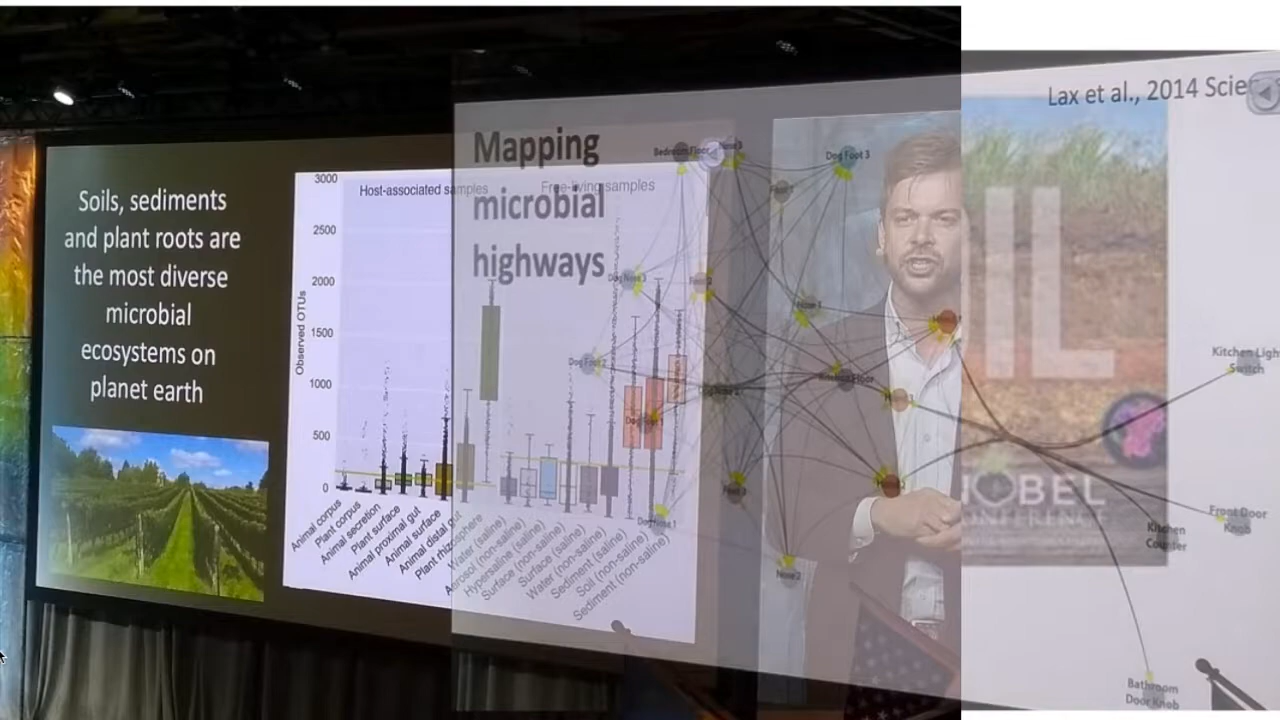 Soils, sediments
and plant roots are
the most diverse
microbial
ecosystems on
planet earth
Observed OTUs
3000
2500
2000
1500
1000
500
0
Host-associated samples
Free-living samples
Animal corpus
Plant corpus
Animal secretion
Plant surface
Animal proximal gut
Animal surface
Animal distal gut
Plant rhizosphere
Water (saline)
Aerosol (non-saline)
Hypersaline (saline)
Surface (non-saline)
Surface (saline)
Water (non-saline)
Sediment (saline)
Soil (non-saline)
Sediment (non-saline)
Mapping
microbial
highways
Lax et al., 2014 Scie
Bedroom Floor
Nose 3
Dog Foot 3
Dog Nose 3
Dog Foot 2
Dog Nose 1
Nose 2
Kitchen Light
Switch
Front Door
Knob
Kitchen
Counter
Bathroom
Door Knob
IL
NOBEL
CONFERENCE